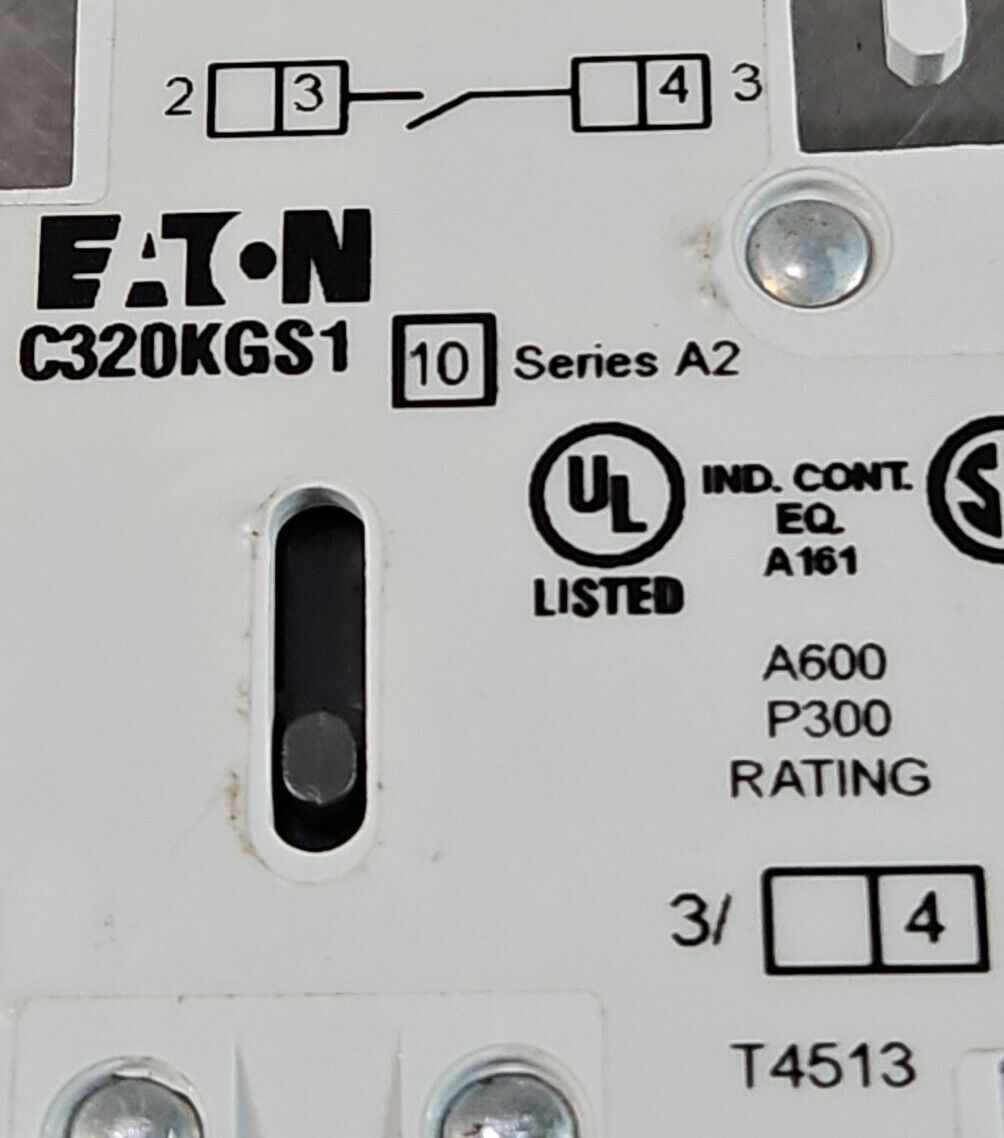 2 3 4 3
EATON
C320KGS1 10 Series A2
UL IND. CONT.
EQ.
A161
LISTED
A600
P300
RATING
3/ 4
T4513